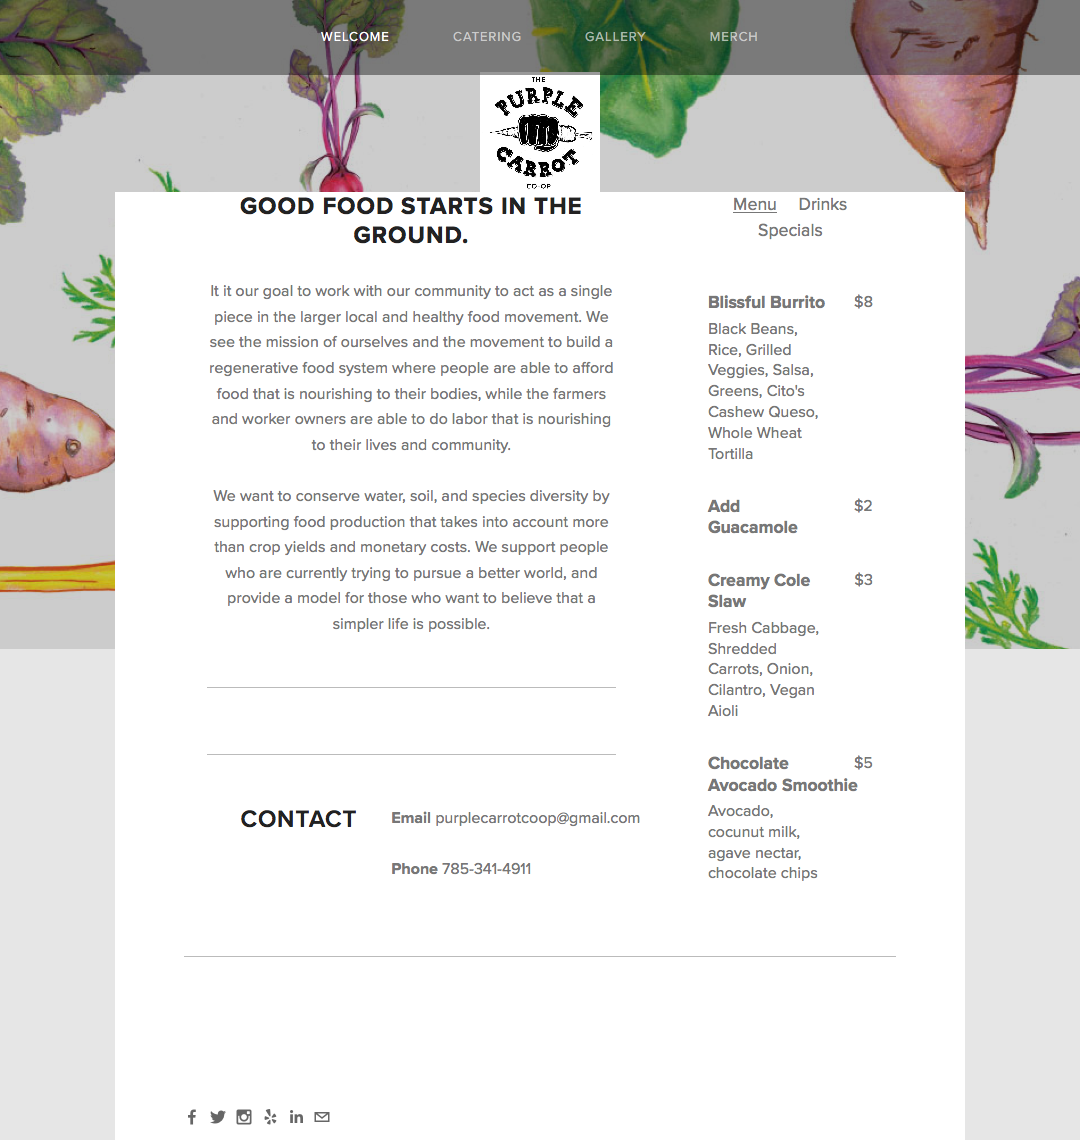 WELCOME CATERING GALLERY MERCH
THE
PURPLE
CARROT
CO-OP
GOOD FOOD STARTS IN THE
GROUND.
It it our goal to work with our community to act as a single
piece in the larger local and healthy food movement. We
see the mission of ourselves and the movement to build a
regenerative food system where people are able to afford
food that is nourishing to their bodies, while the farmers
and worker owners are able to do labor that is nourishing
to their lives and community.
We want to conserve water, soil, and species diversity by
supporting food production that takes into account more
than crop yields and monetary costs. We support people
who are currently trying to pursue a better world, and
provide a model for those who want to believe that a
simpler life is possible.
CONTACT
Email purplecarrotcoop@gmail.com
Phone 785-341-4911
Menu Drinks
Specials
Blissful Burrito $8
Black Beans,
Rice, Grilled
Veggies, Salsa,
Greens, Cito's
Cashew Queso,
Whole Wheat
Tortilla
Add $2
Guacamole
Creamy Cole $3
Slaw
Fresh Cabbage,
Shredded
Carrots, Onion,
Cilantro, Vegan
Aioli
Chocolate $5
Avocado Smoothie
Avocado,
cocunut milk,
agave nectar,
chocolate chips